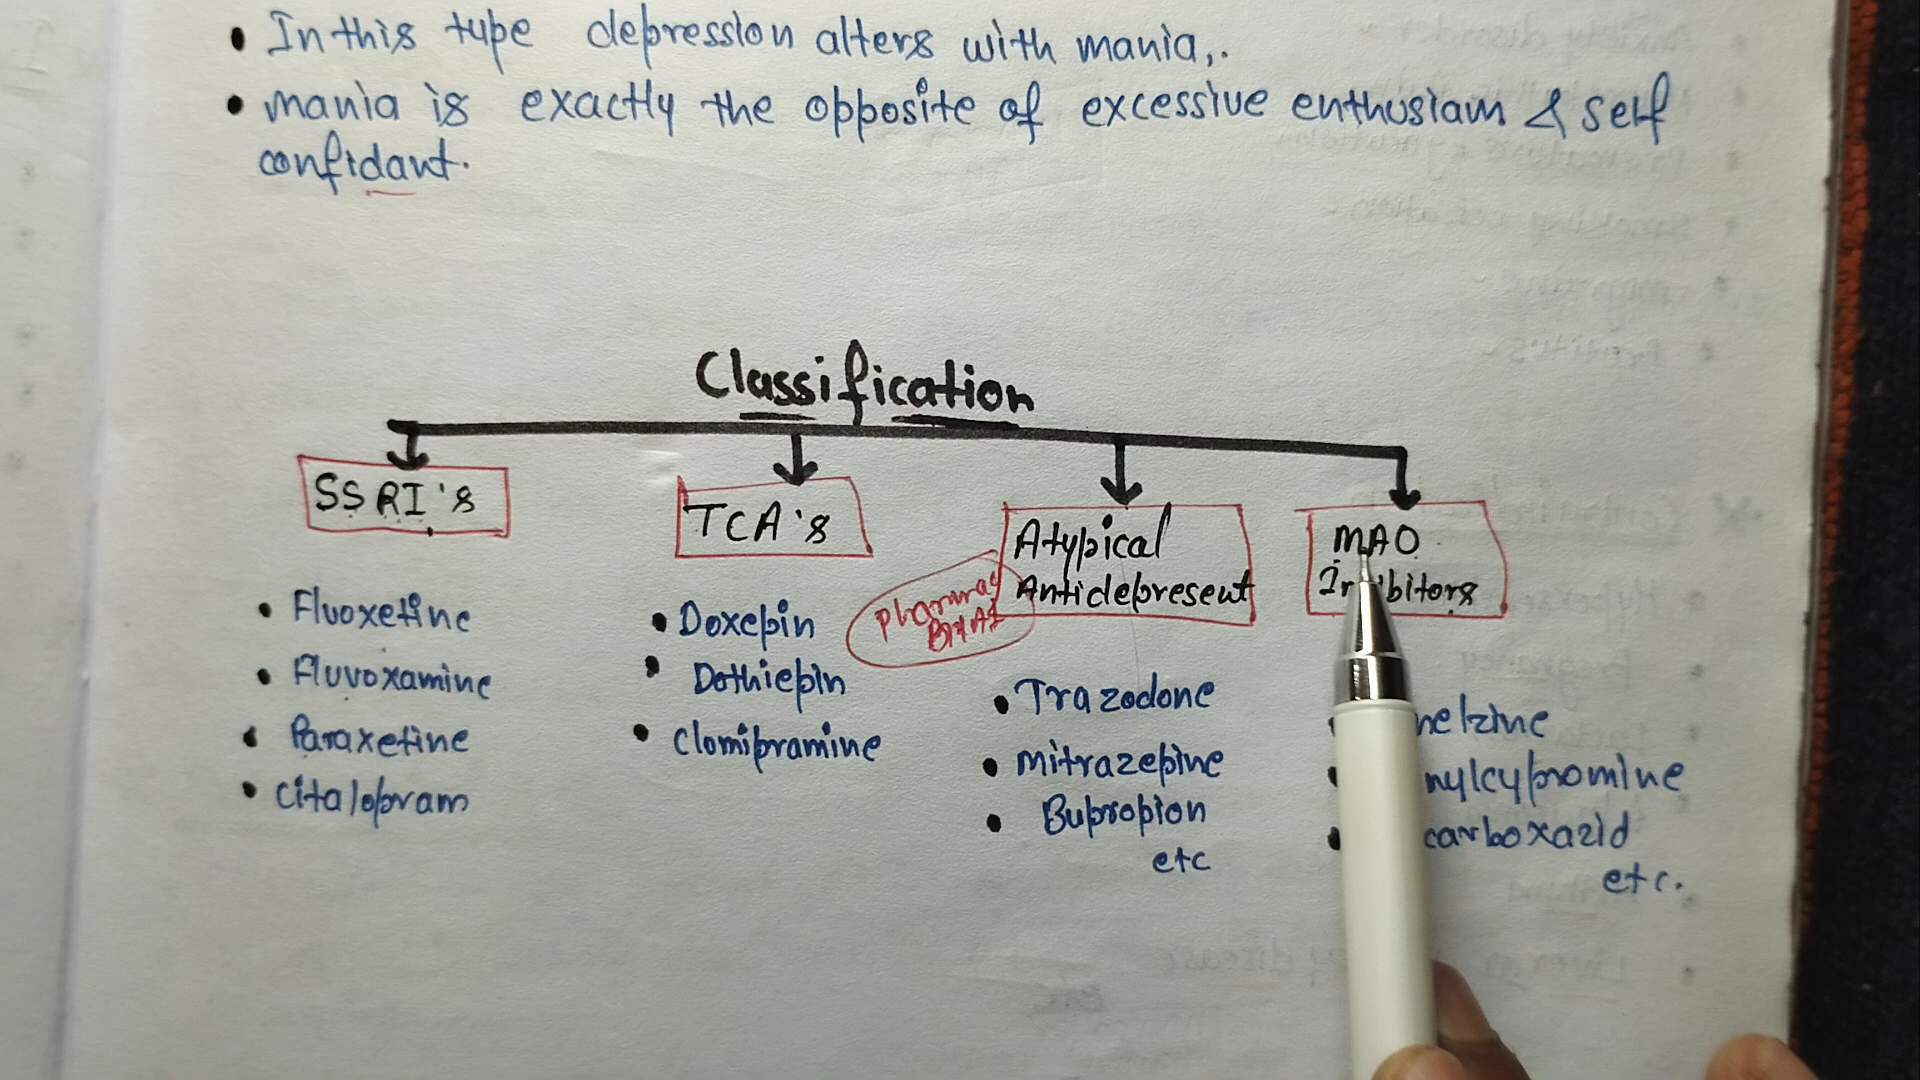 • In this type depression alters with mania,.
• mania is exactly the opposite of excessive enthusiam & self
confidant.
Classification
SSRI's
TCA's
Atypical
Antidepresent
MAO
Inhibitors
• Fluoxetine
• Fluvoxamine
• Paraxetine
• Citalopram
• Doxepin
• Dothiepin
• Clomipramine
• Trazodone
• Mitrazepine
• Bupropion
etc
nelzine
nylcypromine
carboxazid
etc.